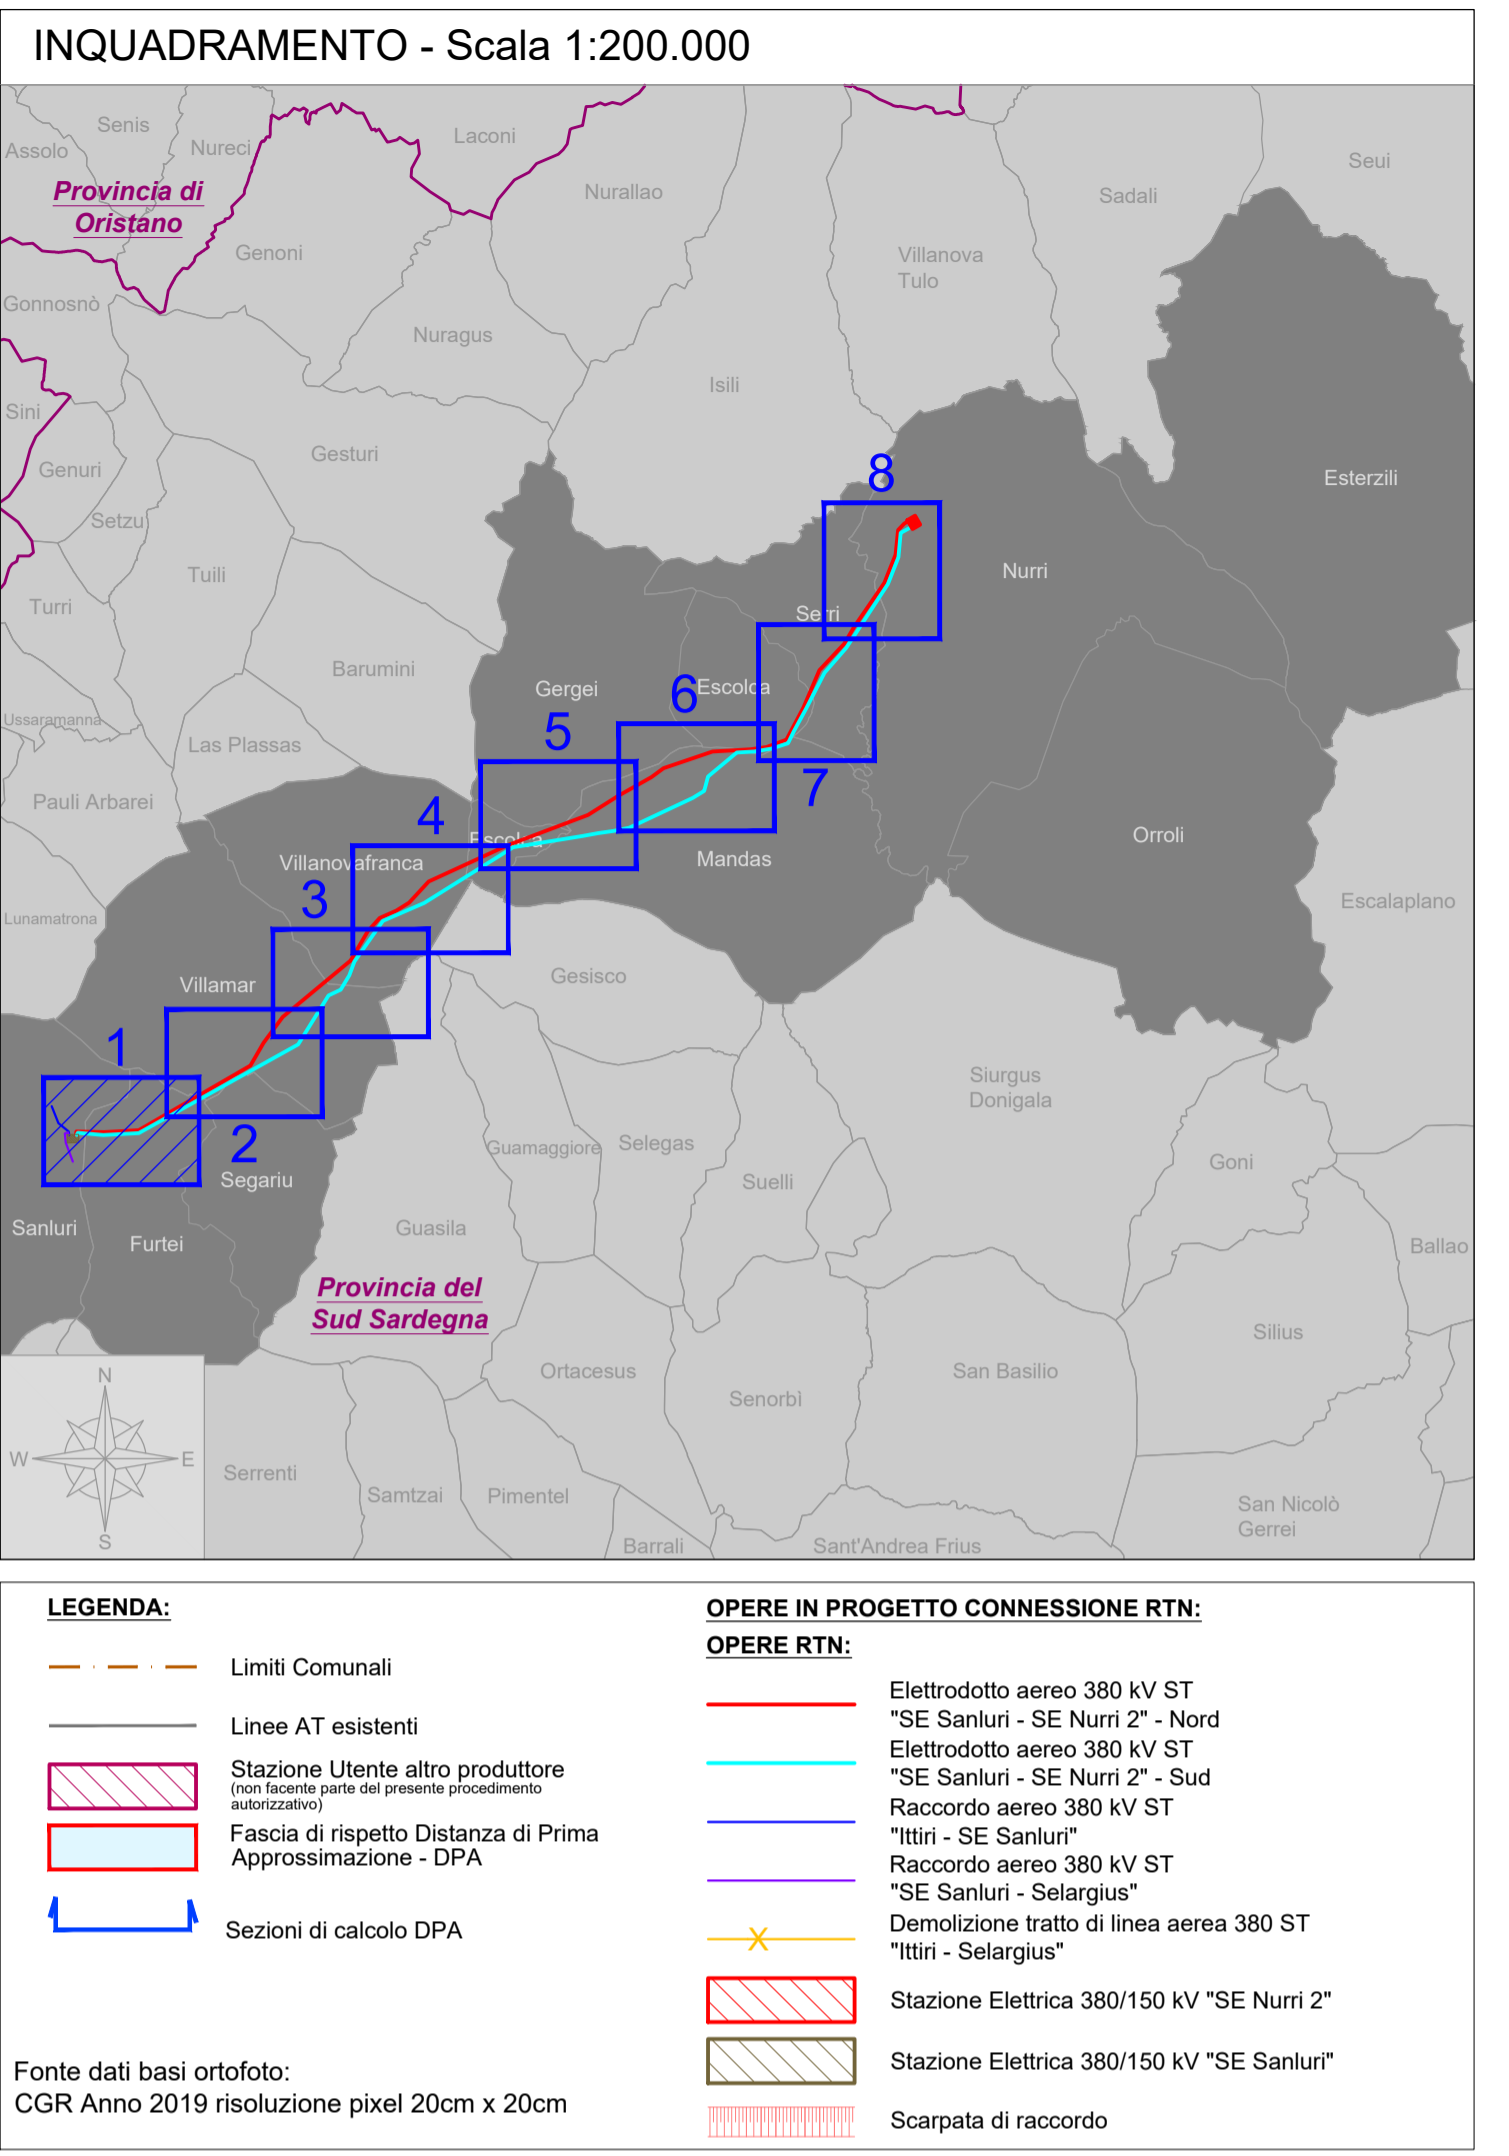 INQUADRAMENTO - Scala 1:200.000
Senis
Assolo
Nureci
Laconi
Seui
Provincia di
Oristano
Nurallao
Sadali
Genoni
Villanova
Tulo
Gonnosnò
Nuragus
Isili
Sini
Gesturi
Genuri
8
Esterzili
Setzu
Tuili
Nurri
Turri
Serri
Barumini
Gergei
6
Escolca
Ussaramanna
5
Las Plassas
7
Pauli Arbarei
4
Escolca
Orroli
Villanovafranca
Mandas
3
Escalaplano
Lunamatrona
Villamar
Gesisco
1
Siurgus
Donigala
2
Guamaggiore
Selegas
Goni
Segariu
Suelli
Sanluri
Guasila
Furtei
Ballao
Provincia del
Sud Sardegna
Silius
N
Ortacesus
San Basilio
Senorbì
W
E
Serrenti
Samtzai
Pimentel
San Nicolò
Gerrei
S
Barrali
Sant'Andrea Frius
LEGENDA:
Limiti Comunali
Linee AT esistenti
Stazione Utente altro produttore
(non facente parte del presente procedimento
autorizzativo)
Fascia di rispetto Distanza di Prima
Approssimazione - DPA
Sezioni di calcolo DPA
Fonte dati basi ortofoto:
CGR Anno 2019 risoluzione pixel 20cm x 20cm
OPERE IN PROGETTO CONNESSIONE RTN:
OPERE RTN:
Elettrodotto aereo 380 kV ST
"SE Sanluri - SE Nurri 2" - Nord
Elettrodotto aereo 380 kV ST
"SE Sanluri - SE Nurri 2" - Sud
Raccordo aereo 380 kV ST
"Ittiri - SE Sanluri"
Raccordo aereo 380 kV ST
"SE Sanluri - Selargius"
Demolizione tratto di linea aerea 380 ST
"Ittiri - Selargius"
Stazione Elettrica 380/150 kV "SE Nurri 2"
Stazione Elettrica 380/150 kV "SE Sanluri"
Scarpata di raccordo